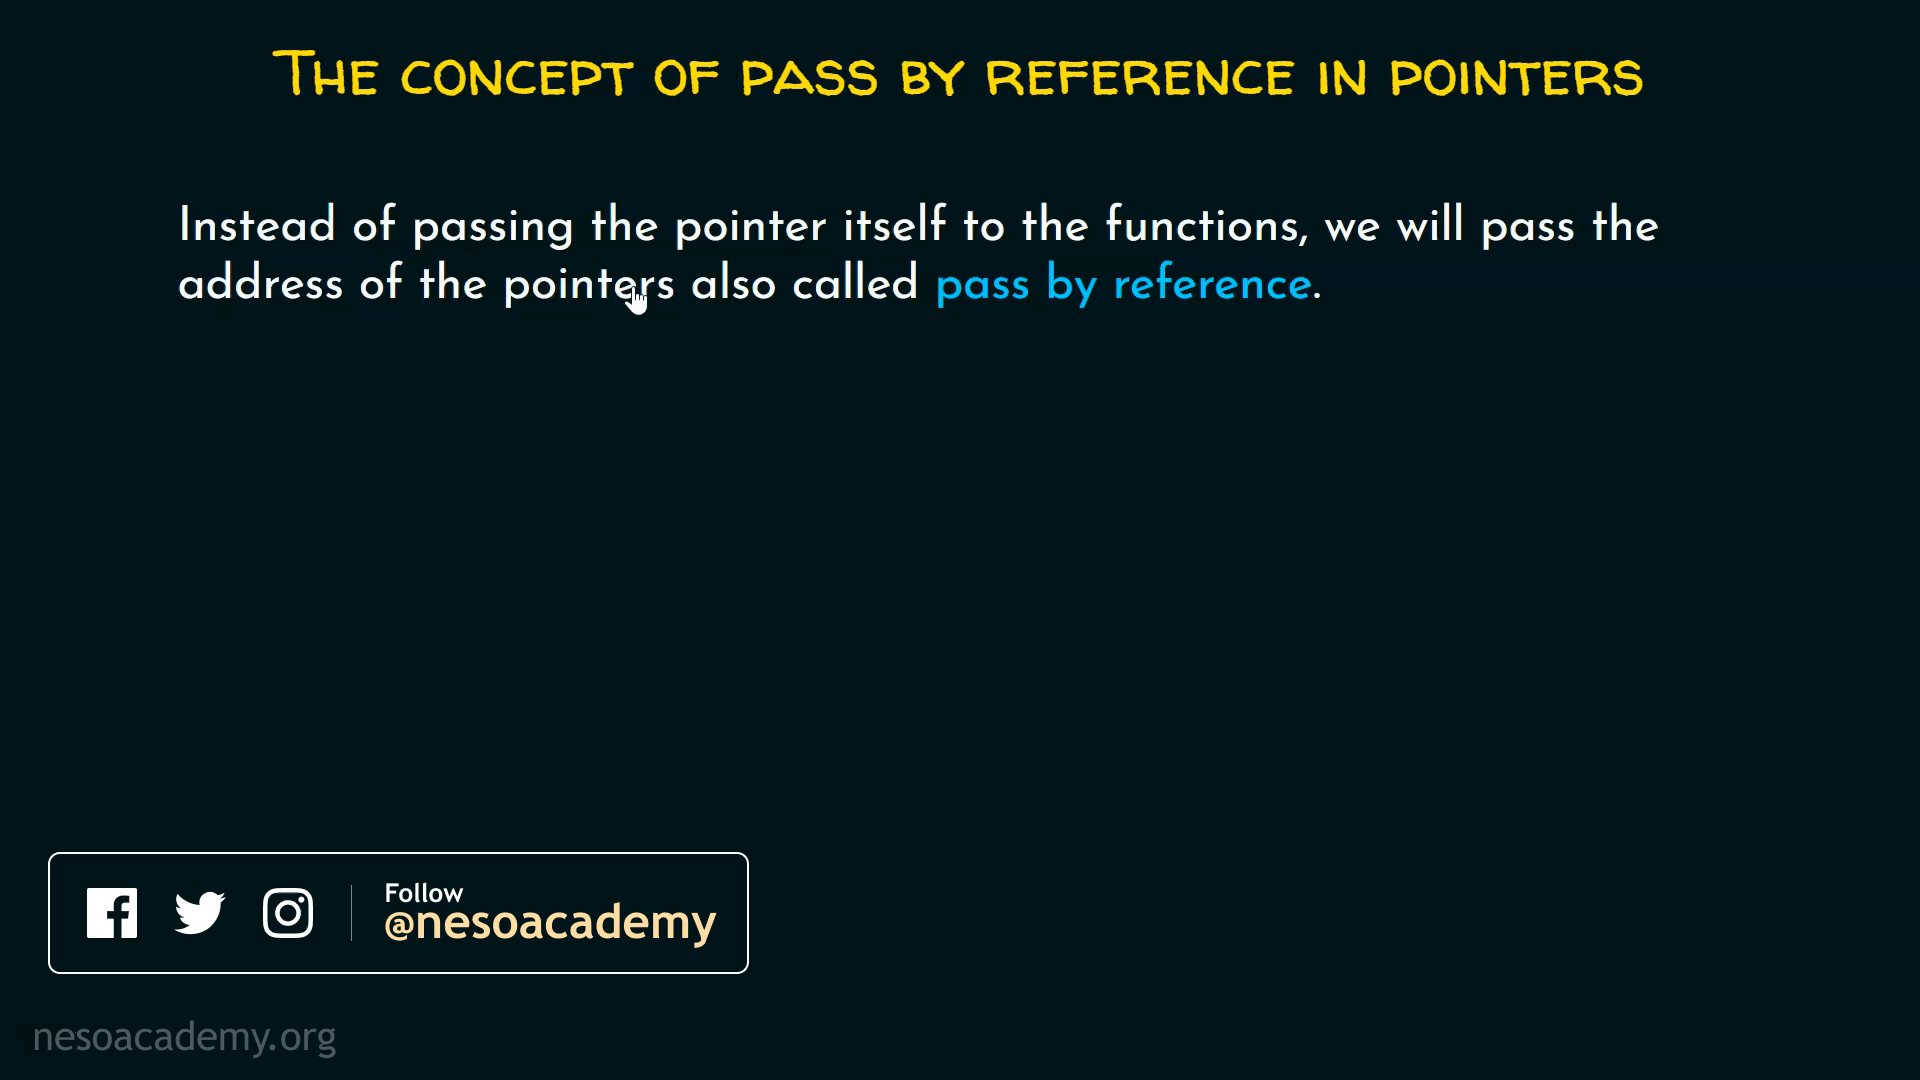 The concept of pass by reference in pointers
Instead of passing the pointer itself to the functions, we will pass the
address of the pointers also called pass by reference.
Follow
@nesoacademy
nesoacademy.org